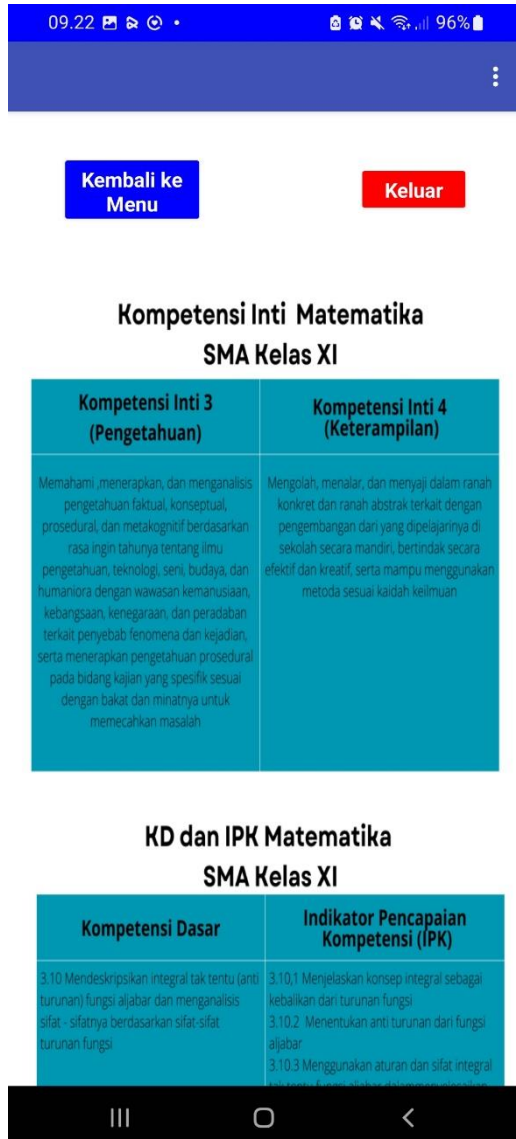 09.22
96%
Kembali ke
Menu
Keluar
Kompetensi Inti Matematika
SMA Kelas XI
Kompetensi Inti 3
(Pengetahuan)
Memahami ,menerapkan, dan menganalisis
pengetahuan faktual, konseptual,
prosedural, dan metakognitif berdasarkan
rasa ingin tahunya tentang ilmu
pengetahuan, teknologi, seni, budaya, dan
humaniora dengan wawasan kemanusiaan,
kebangsaan, kenegaraan, dan peradaban
terkait penyebab fenomena dan kejadian,
serta menerapkan pengetahuan prosedural
pada bidang kajian yang spesifik sesuai
dengan bakat dan minatnya untuk
memecahkan masalah
Kompetensi Inti 4
(Keterampilan)
Mengolah, menalar, dan menyaji dalam ranah
konkret dan ranah abstrak terkait dengan
pengembangan dari yang dipelajarinya di
sekolah secara mandiri, bertindak secara
efektif dan kreatif, serta mampu menggunakan
metoda sesuai kaidah keilmuan
KD dan IPK Matematika
SMA Kelas XI
Kompetensi Dasar
3.10 Mendeskripsikan integral tak tentu (anti
turunan) fungsi aljabar dan menganalisis
sifat - sifatnya berdasarkan sifat-sifat
turunan fungsi
Indikator Pencapaian
Kompetensi (IPK)
3.10,1 Menjelaskan konsep integral sebagai
kebalikan dari turunan fungsi
3.10.2 Menentukan anti turunan dari fungsi
aljabar
3.10.3 Menggunakan aturan dan sifat integral
tak tentu fungsi aljabar dalammenyelesaikan